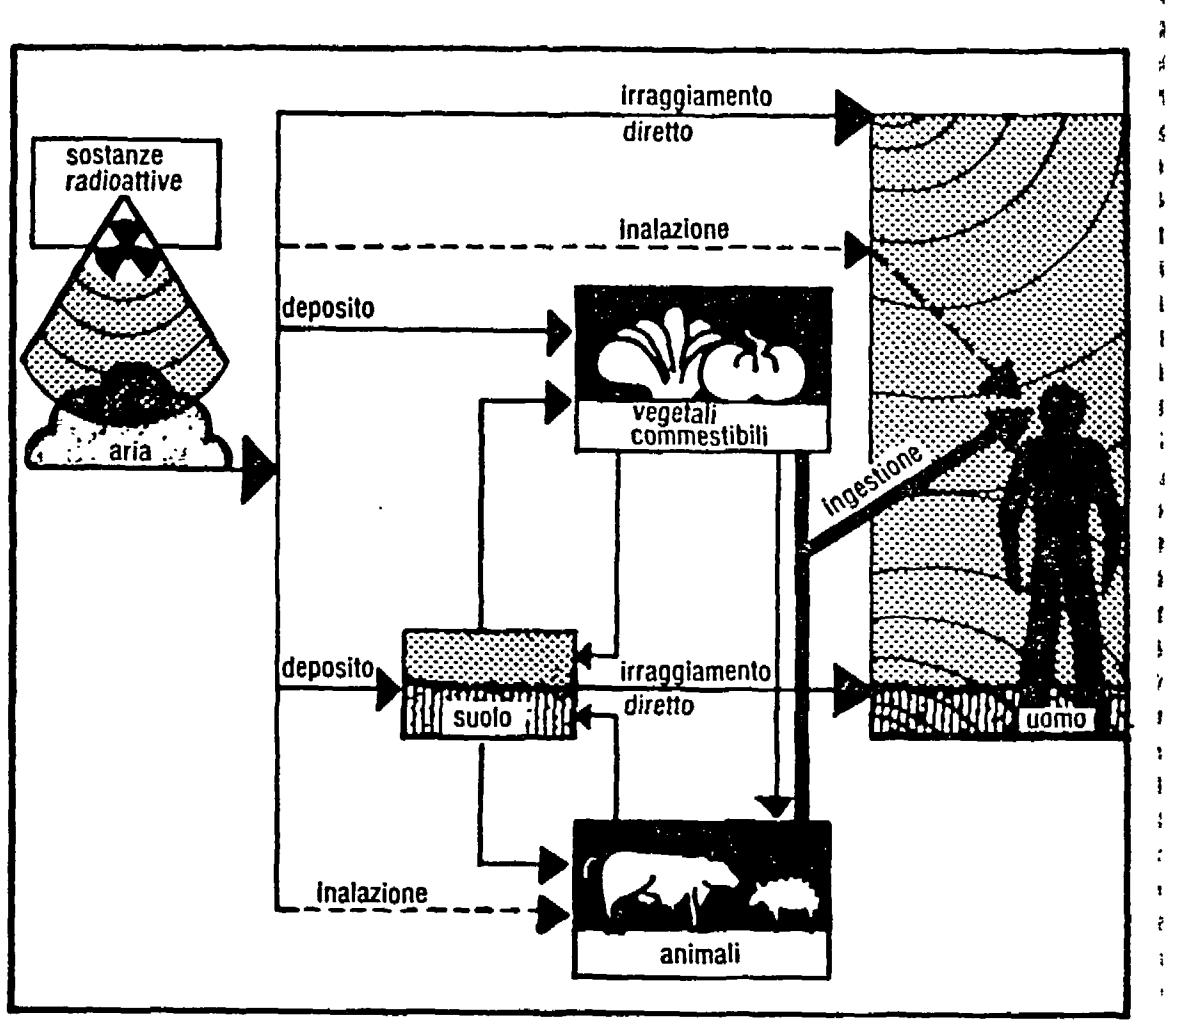 irraggiamento
diretto
sostanze
radioattive
inalazione
deposito
vegetali
commestibili
aria
ingestione
deposito
irraggiamento
diretto
suolo
uomo
inalazione
animali